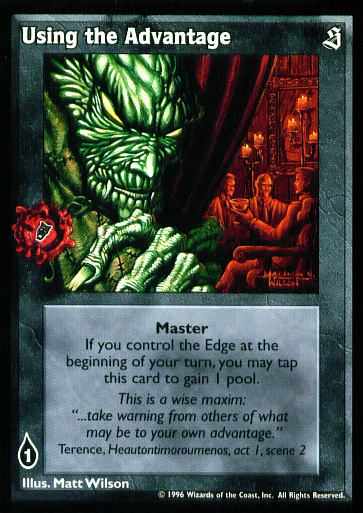 Using the Advantage
Master
If you control the Edge at the
beginning of your turn, you may tap
this card to gain 1 pool.
This is a wise maxim:
“...take warning from others of what
may be to your own advantage.”
Terence, Heautontimoroumenos, act 1, scene 2
1
Illus. Matt Wilson
© 1996 Wizards of the Coast, Inc. All Rights Reserved.